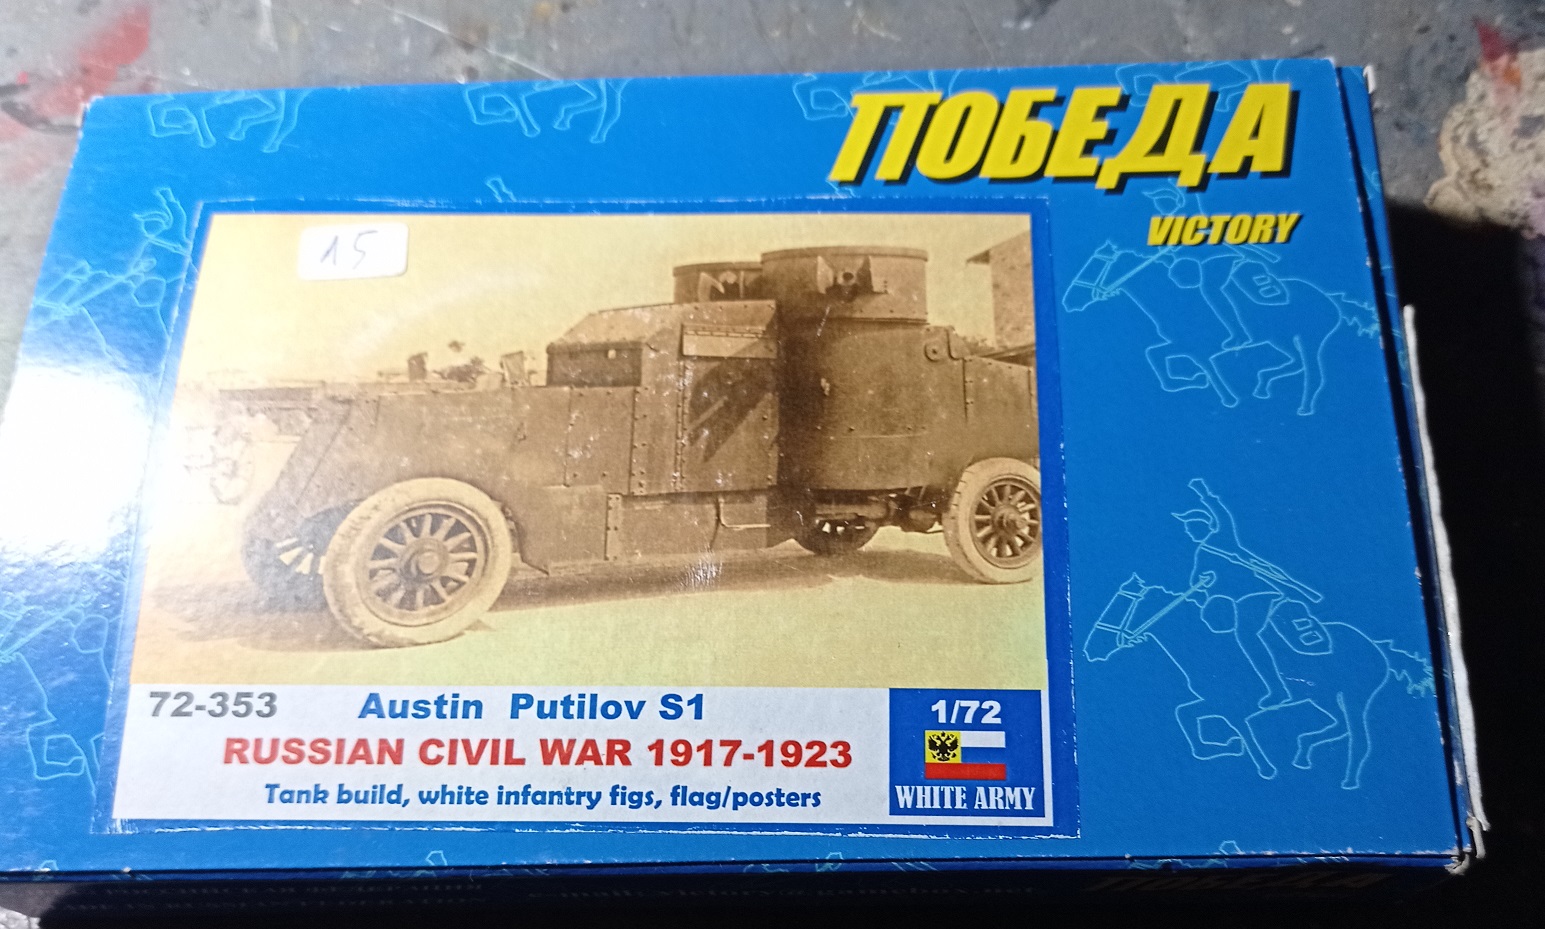 ПОБЕДА
VICTORY
15
72-353 Austin Putilov S1
RUSSIAN CIVIL WAR 1917-1923
Tank build, white infantry figs, flag/posters
1/72
WHITE ARMY
ПОБЕДА